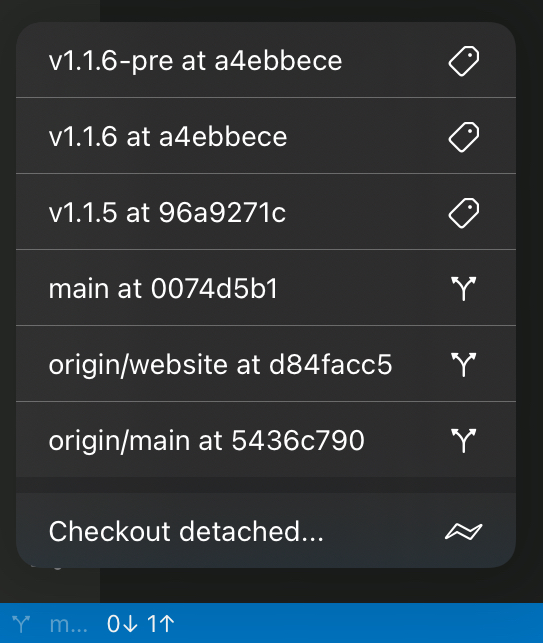 v1.1.6-pre at a4ebbece
v1.1.6 at a4ebbece
v1.1.5 at 96a9271c
main at 0074d5b1
origin/website at d84facc5
origin/main at 5436c790
Checkout detached...
m... 0↓ 1↑